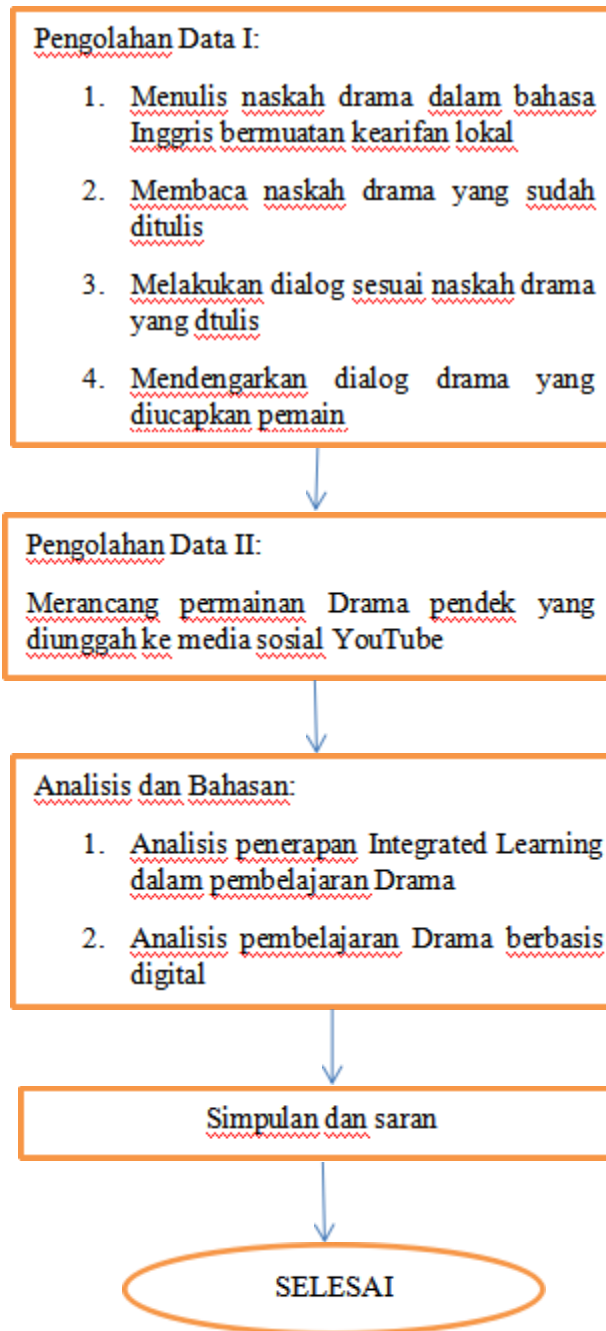 Pengolahan Data I:
1. Menulis naskah drama dalam bahasa
Inggris bermuatan kearifan lokal
2. Membaca naskah drama yang sudah
ditulis
3. Melakukan dialog sesuai naskah drama
yang dtulis
4. Mendengarkan dialog drama yang
diucapkan pemain
Pengolahan Data II:
Merancang permainan Drama pendek yang
diunggah ke media sosial YouTube
Analisis dan Bahasan:
1. Analisis penerapan Integrated Learning
dalam pembelajaran Drama
2. Analisis pembelajaran Drama berbasis
digital
Simpulan dan saran
SELESAI